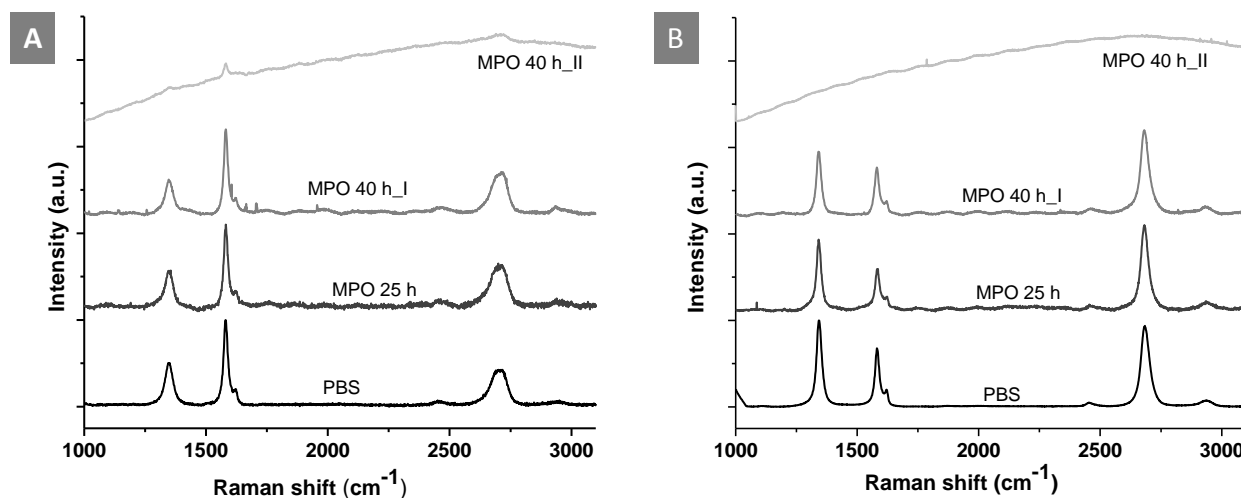 A
Intensity (a.u.)
MPO 40 h_II
MPO 40 h_I
MPO 25 h
PBS
1000 1500 2000 2500 3000
Raman shift (cm-1)
B
Intensity (a.u.)
MPO 40 h_II
MPO 40 h_I
MPO 25 h
PBS
1000 1500 2000 2500 3000
Raman shift (cm-1)